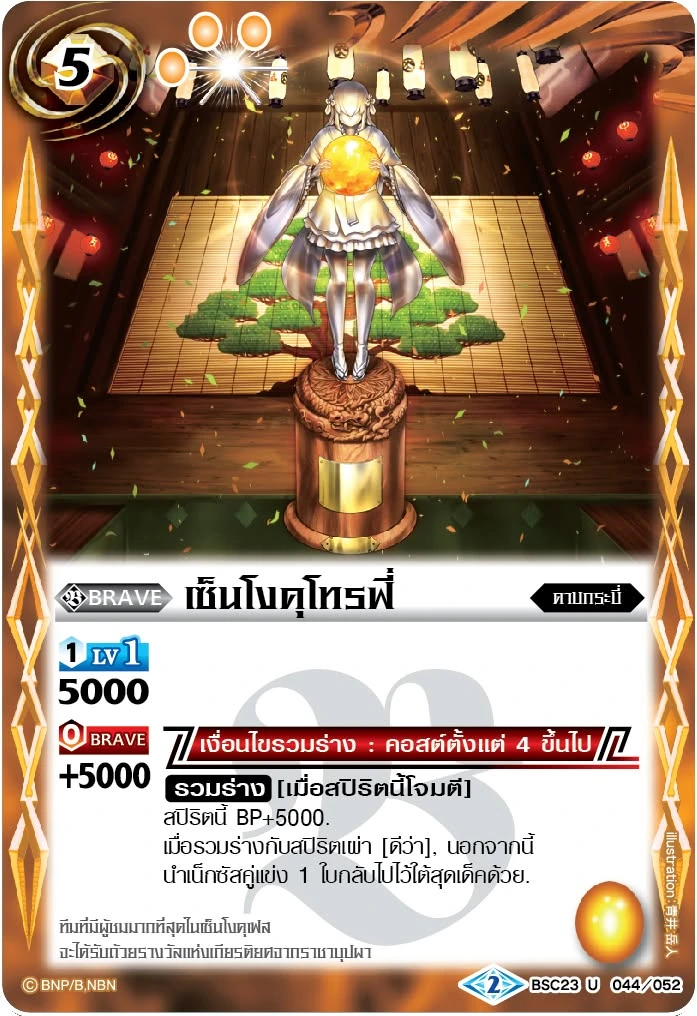 5
BRAVE เซ็นโงคุโทรฟี่
ดาบกระบี่
1 LV 1
5000
0 BRAVE
+5000
เงื่อนไขรวมร่าง : คอสต์ตั้งแต่ 4 ขึ้นไป
รวมร่าง [เมื่อสปิริตนี้โจมตี]
สปิริตนี้ BP+5000.
เมื่อรวมร่างกับสปิริตเผ่า [ดีว่า], นอกจากนี้
นำเน็กซัสคู่แข่ง 1 ใบกลับไปไว้ใต้สุดเด็คด้วย.
ทีมที่มีผู้ชมมากที่สุดในเซ็นโงคุเฟส
จะได้รับถ้วยรางวัลแห่งเกียรติยศจากราชาบุปผา
illustration: 青井 岳人
©BNP/B,NBN
2 BSC23 U 044/052